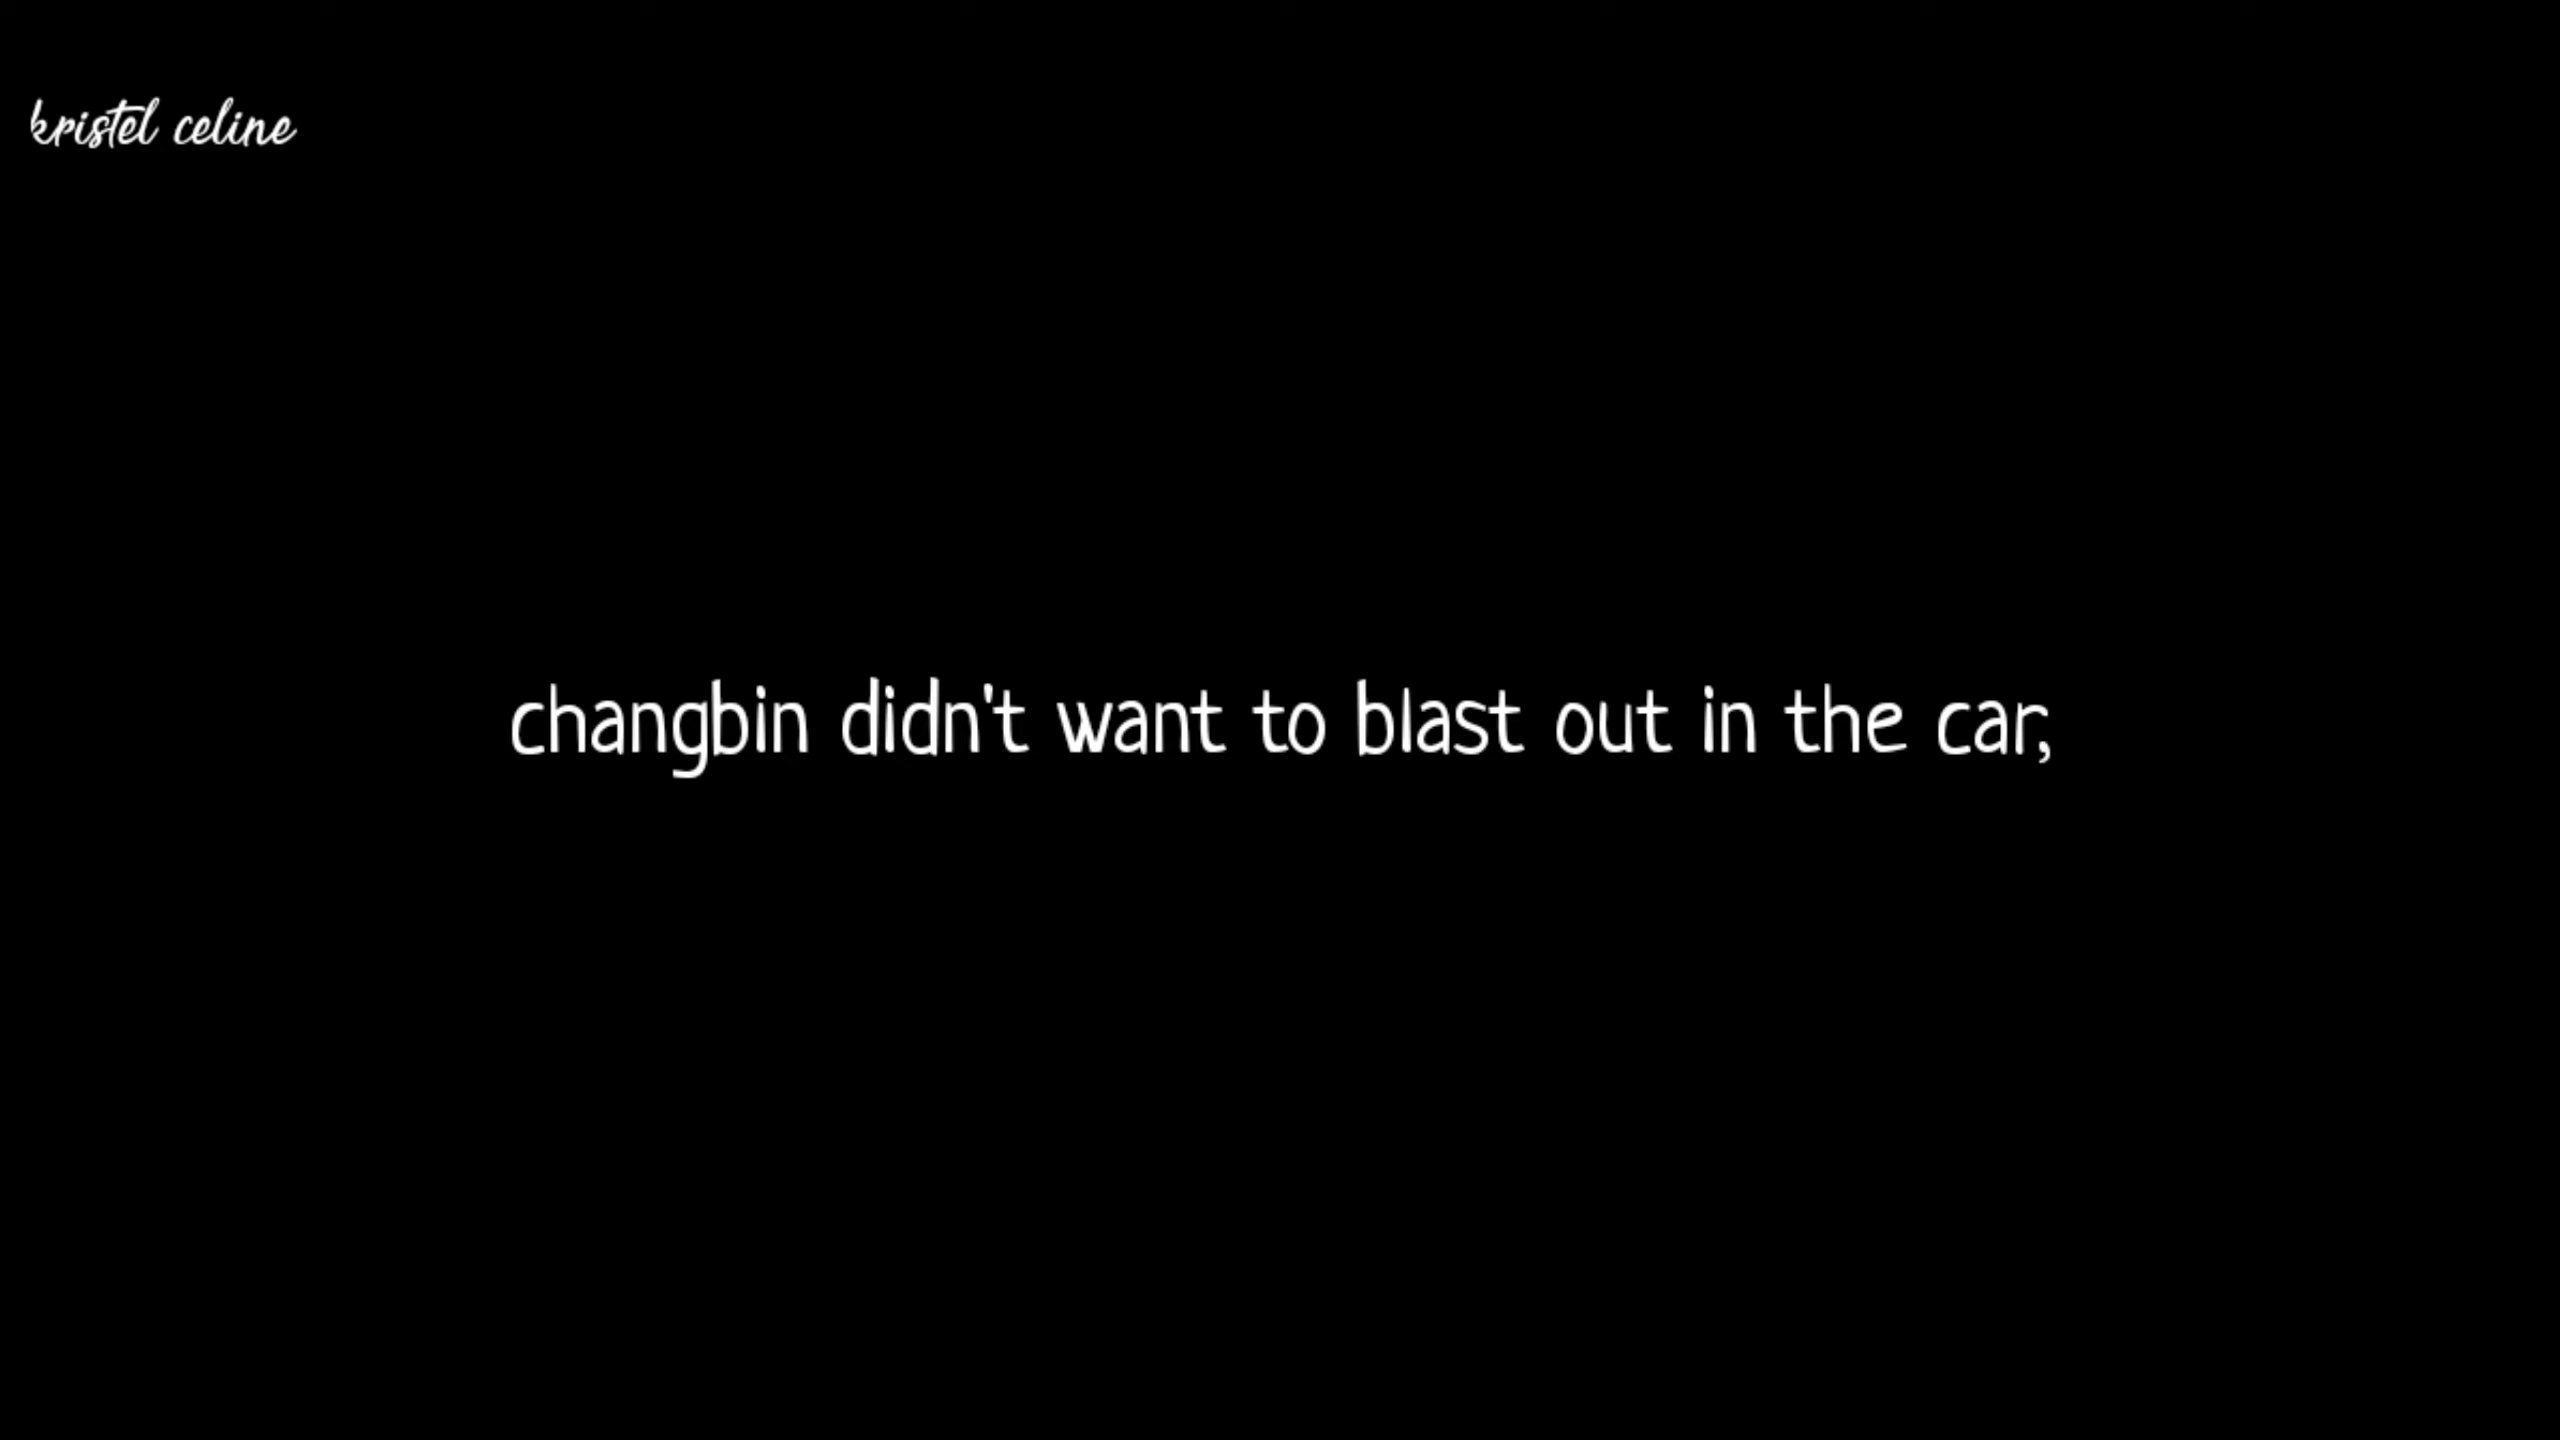 kristel celine
changbin didn't want to blast out in the car,